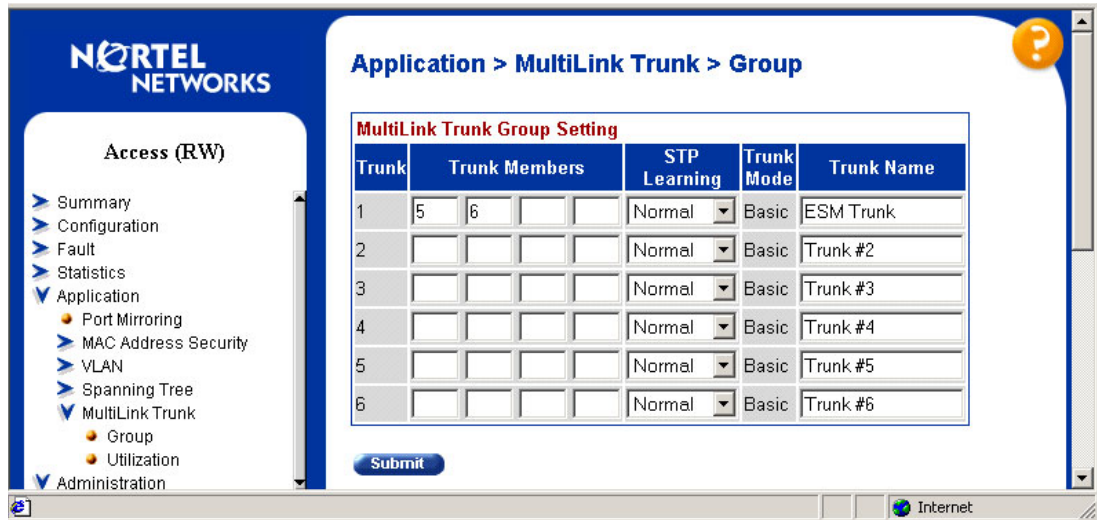 NORTEL
NETWORKS
Access (RW)
Summary
Configuration
Fault
Statistics
Application
Port Mirroring
MAC Address Security
VLAN
Spanning Tree
MultiLink Trunk
Group
Utilization
Administration
?
Application > MultiLink Trunk > Group
MultiLink Trunk Group Setting
Trunk Trunk Members STP Learning Trunk Mode Trunk Name
1 5 6 Normal Basic ESM Trunk
2 Normal Basic Trunk #2
3 Normal Basic Trunk #3
4 Normal Basic Trunk #4
5 Normal Basic Trunk #5
6 Normal Basic Trunk #6
Submit
Internet